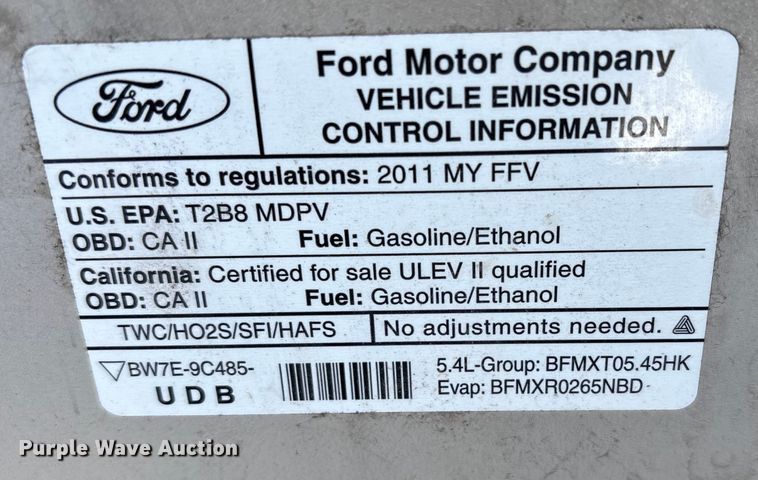 Ford
Ford Motor Company
VEHICLE EMISSION
CONTROL INFORMATION
Conforms to regulations: 2011 MY FFV
U.S. EPA: T2B8 MDPV
OBD: CA II Fuel: Gasoline/Ethanol
California: Certified for sale ULEV II qualified
OBD: CA II Fuel: Gasoline/Ethanol
TWC/HO2S/SFI/HAFS No adjustments needed.
BW7E-9C485-
UDB
5.4L-Group: BFMXT05.45HK
Evap: BFMXR0265NBD
Purple Wave Auction